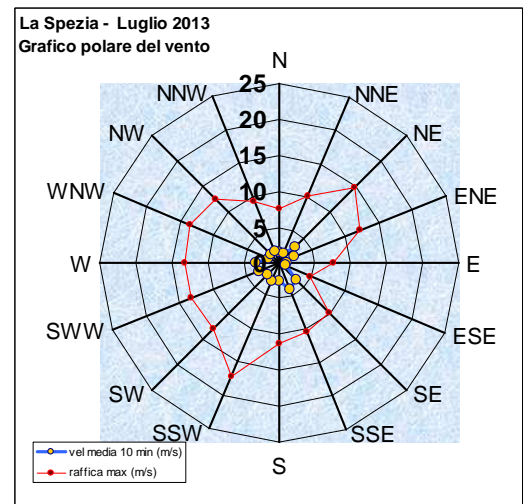 La Spezia - Luglio 2013
Grafico polare del vento
N
NNW
NNE
NW
NE
WNW
ENE
W
E
SWW
ESE
SW
SE
SSW
SSE
S
25
20
15
10
5
0
vel media 10 min (m/s)
raffica max (m/s)